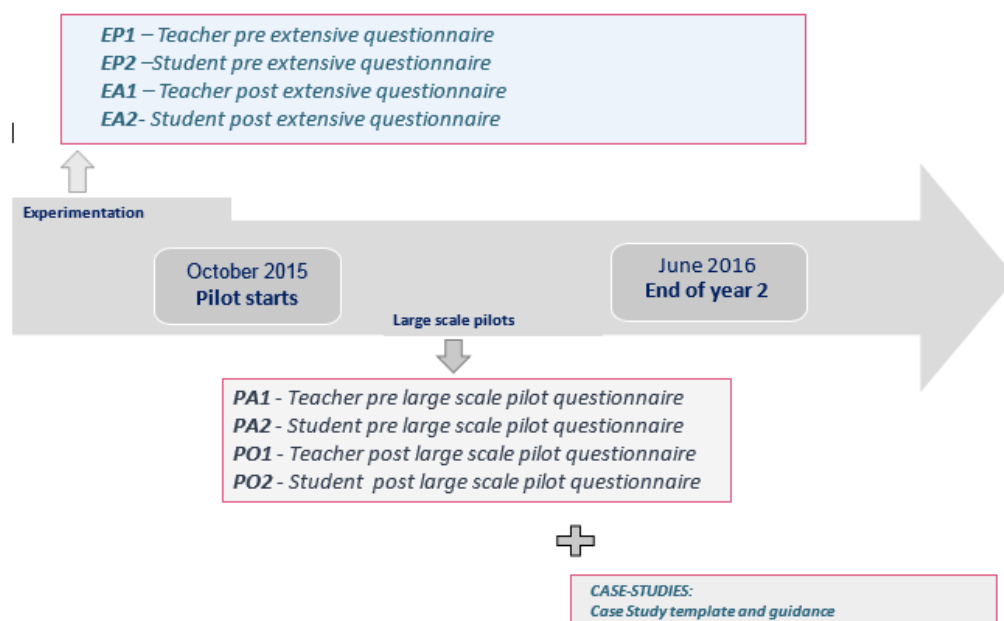 EP1 – Teacher pre extensive questionnaire
EP2 –Student pre extensive questionnaire
EA1 – Teacher post extensive questionnaire
EA2- Student post extensive questionnaire
Experimentation
October 2015
Pilot starts
June 2016
End of year 2
Large scale pilots
PA1 - Teacher pre large scale pilot questionnaire
PA2 - Student pre large scale pilot questionnaire
PO1 - Teacher post large scale pilot questionnaire
PO2 - Student post large scale pilot questionnaire
CASE-STUDIES:
Case Study template and guidance